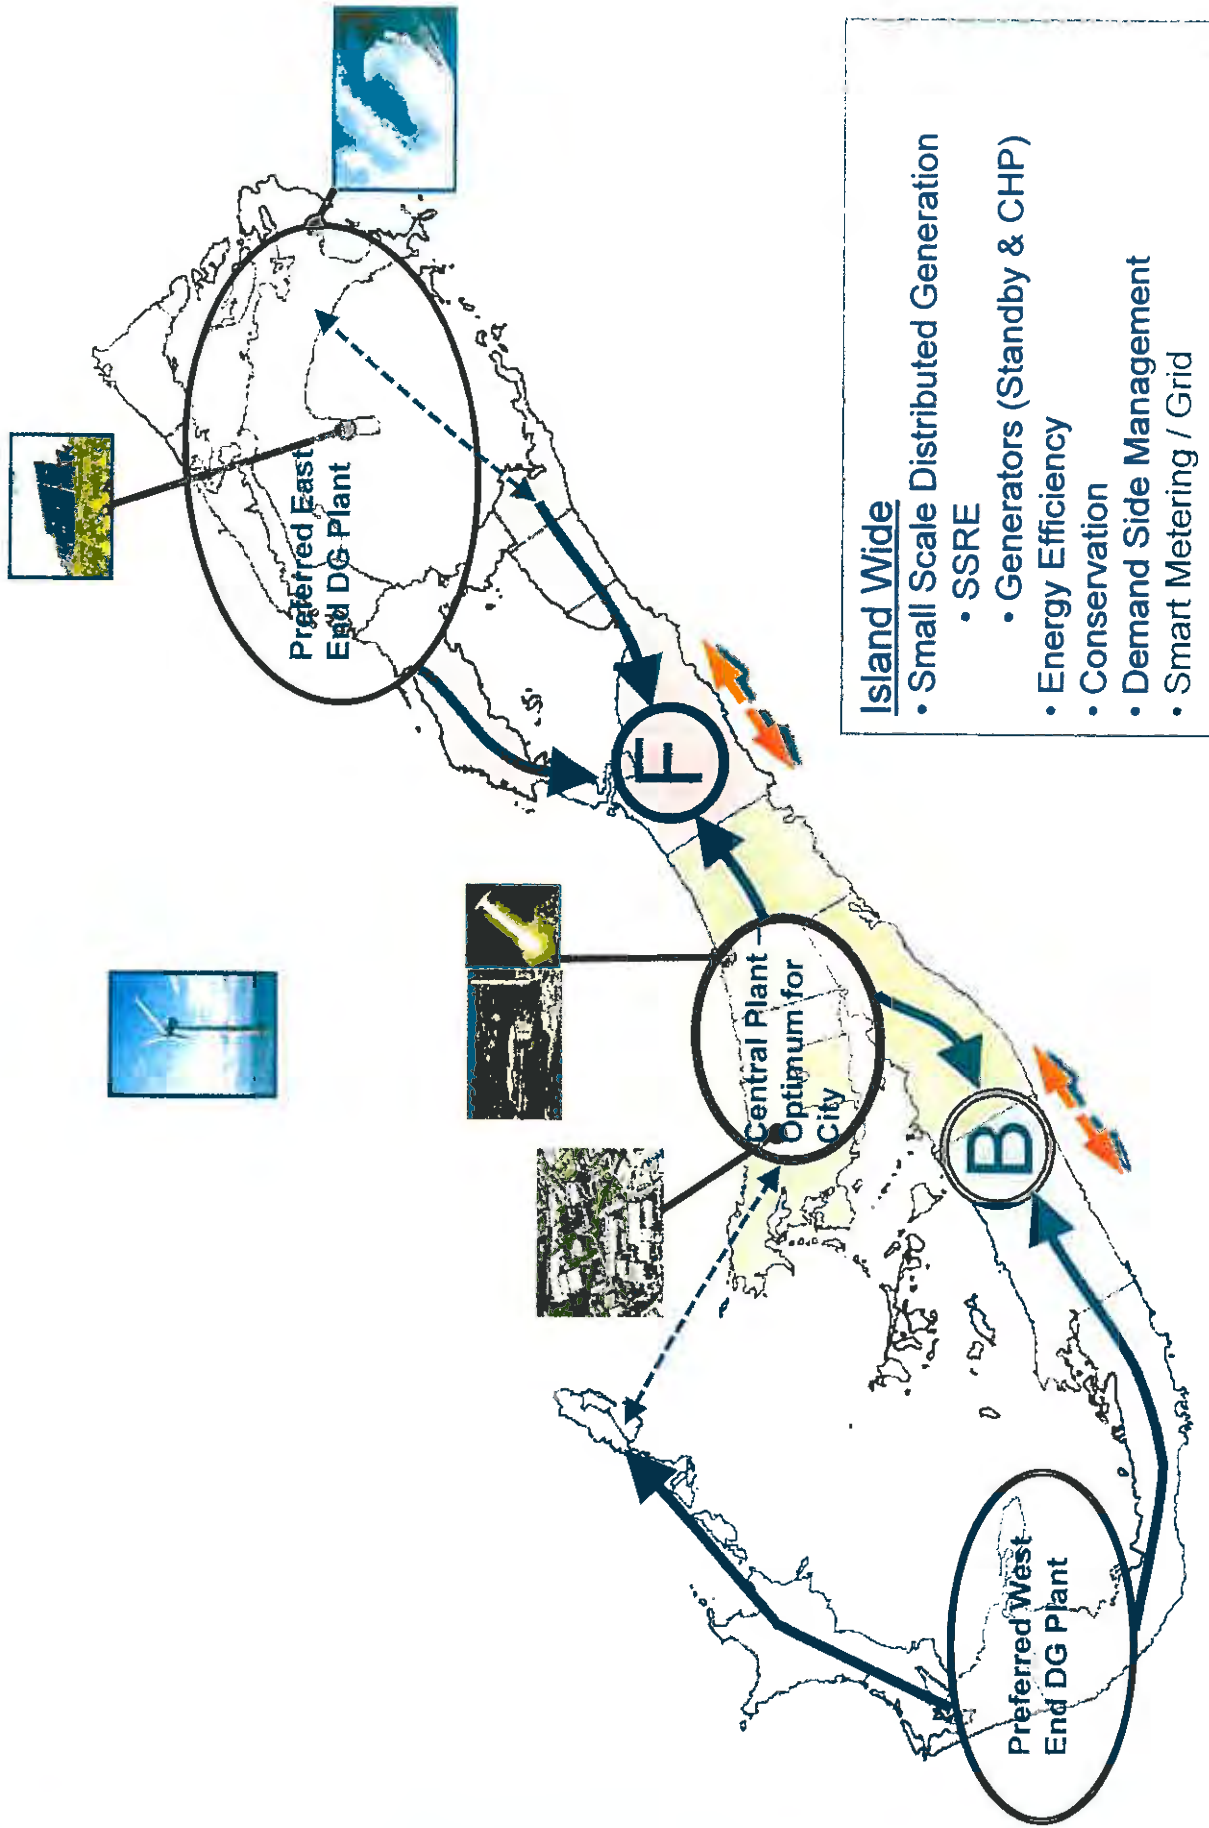 Preferred East
End DG Plant
F
Central Plant –
Optimum for
City
B
Preferred West
End DG Plant
Island Wide
• Small Scale Distributed Generation
• SSRE
• Generators (Standby & CHP)
• Energy Efficiency
• Conservation
• Demand Side Management
• Smart Metering / Grid